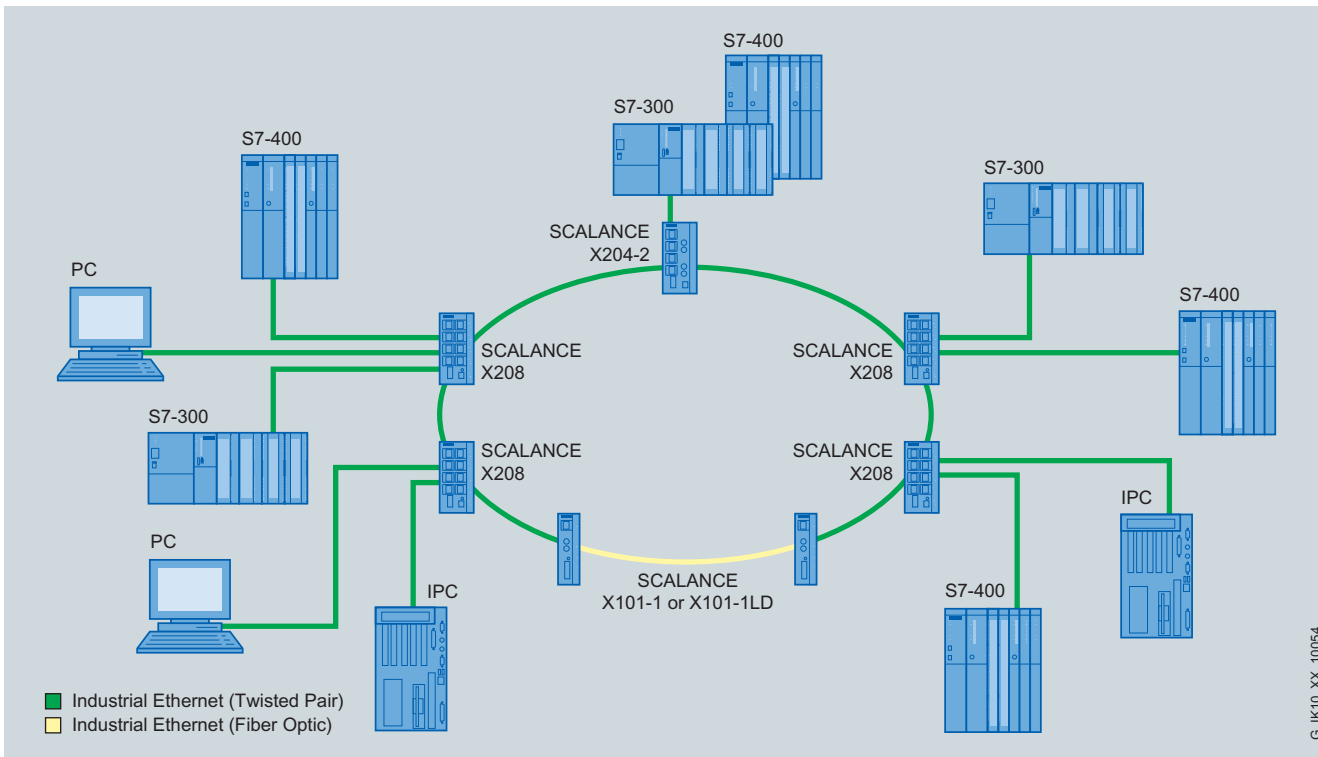 S7-400
S7-300
S7-400
S7-300
SCALANCE
X204-2
PC
S7-400
SCALANCE
X208
SCALANCE
X208
S7-300
SCALANCE
X208
SCALANCE
X208
IPC
PC
SCALANCE
X101-1 or X101-1LD
IPC
S7-400
Industrial Ethernet (Twisted Pair)
Industrial Ethernet (Fiber Optic)
G_IK10_XX_10054